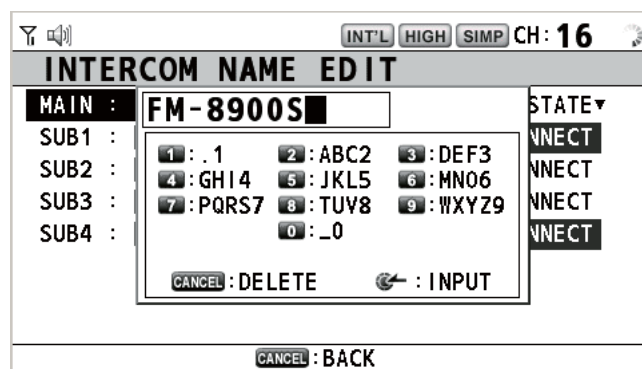 INT'L HIGH SIMP CH: 16
INTERCOM NAME EDIT
MAIN : FM-8900S STATE▼
SUB1 : NNECT
SUB2 : NNECT
SUB3 : NNECT
SUB4 : NNECT
1 : .1 2 : ABC2 3 : DEF3
4 : GHI4 5 : JKL5 6 : MNO6
7 : PQRS7 8 : TUV8 9 : WXYZ9
0 : _0
CANCEL : DELETE : INPUT
CANCEL : BACK